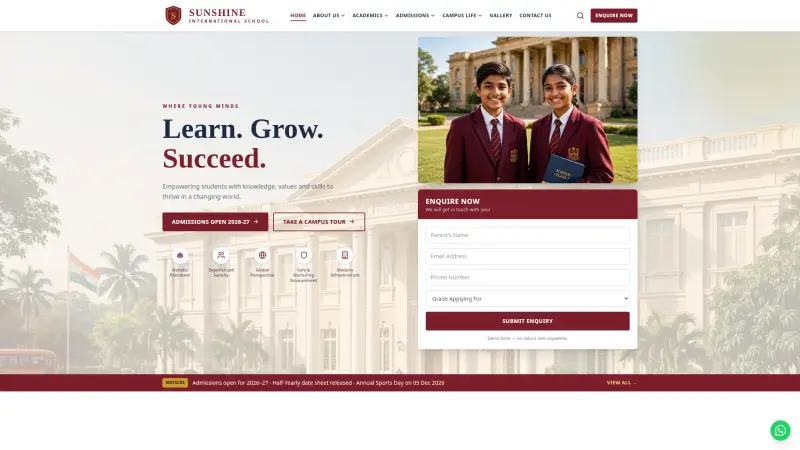 SUNSHINE
INTERNATIONAL SCHOOL
HOME ABOUT US ACADEMICS ADMISSIONS CAMPUS LIFE GALLERY CONTACT US
ENQUIRE NOW
WHERE YOUNG MINDS
Learn. Grow.
Succeed.
Empowering students with knowledge, values and skills to
thrive in a changing world.
ADMISSIONS OPEN 2026-27 →
TAKE A CAMPUS TOUR →
Holistic
Education
Experienced
Faculty
Global
Perspective
Safe &
Nurturing
Environment
Modern
Infrastructure
ENQUIRE NOW
We will get in touch with you!
Parent's Name
Email Address
Phone Number
Grade Applying For
SUBMIT ENQUIRY
Demo form — no data is sent anywhere.
NOTICES
Admissions open for 2026–27 · Half-Yearly date sheet released · Annual Sports Day on 05 Dec 2026
VIEW ALL →